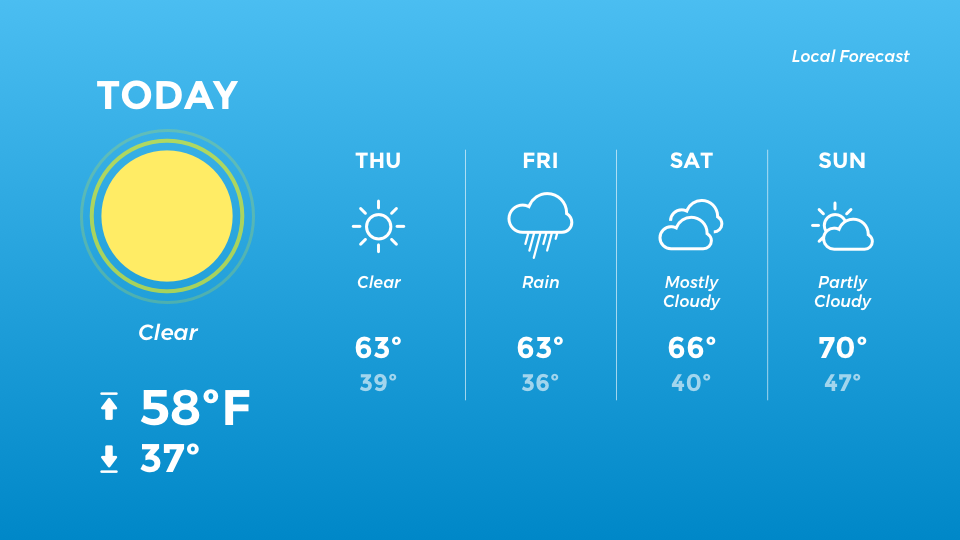 Local Forecast
TODAY
Clear
58°F
37°
THU
Clear
63°
39°
FRI
Rain
63°
36°
SAT
Mostly
Cloudy
66°
40°
SUN
Partly
Cloudy
70°
47°